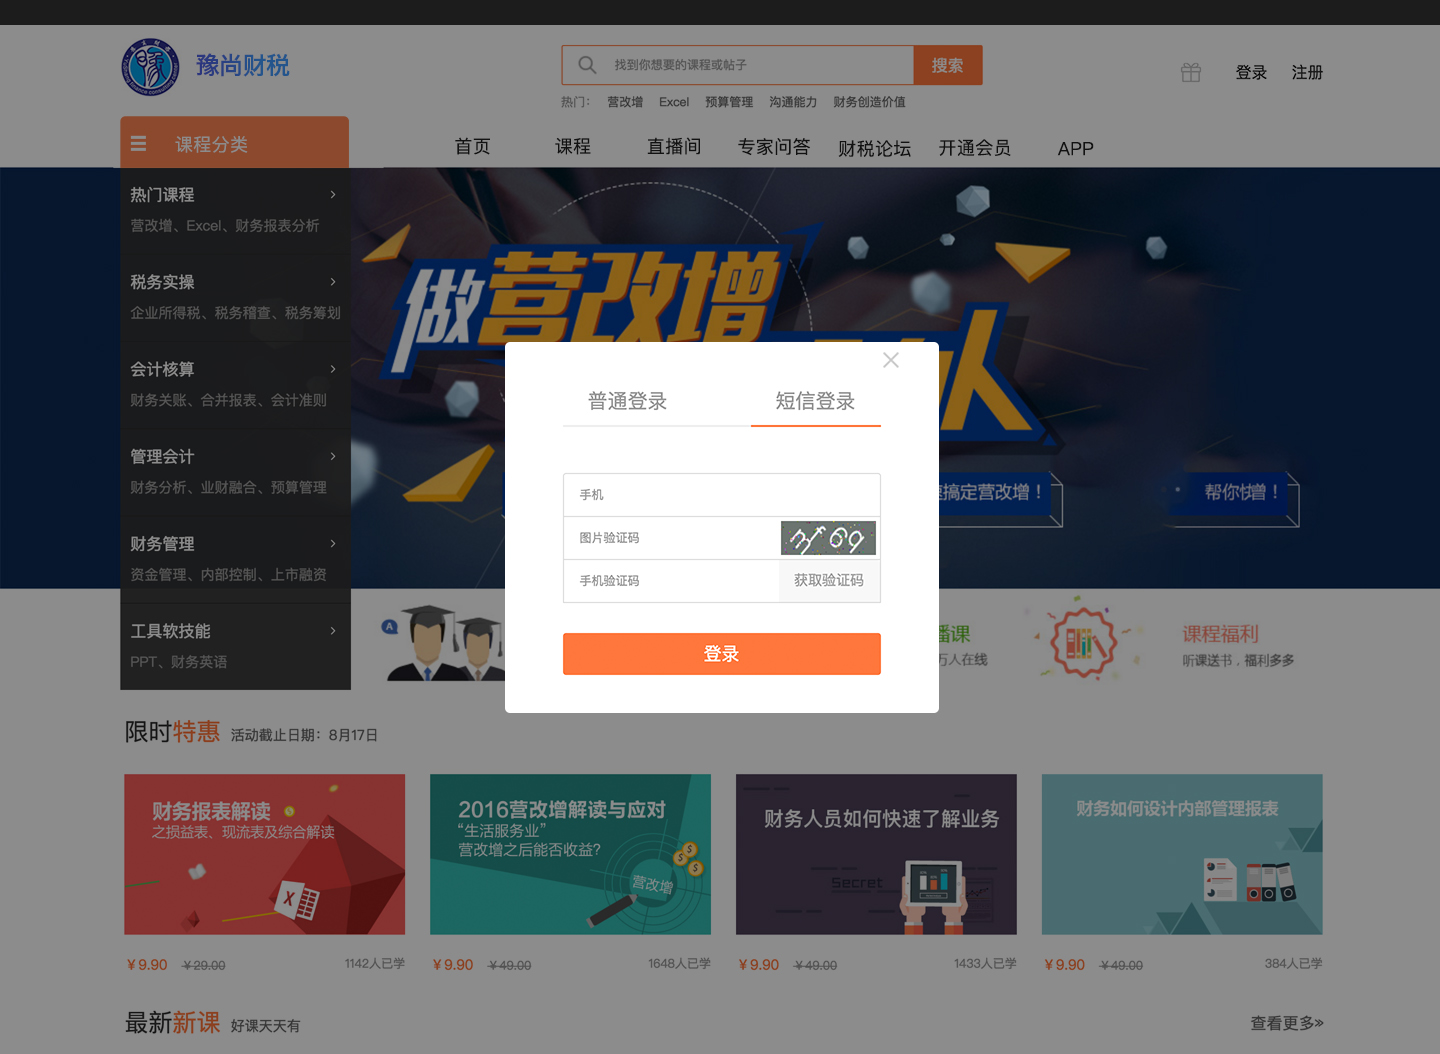 豫尚财税
找到你想要的课程或帖子
搜索
登录 注册
热门： 营改增 Excel 预算管理 沟通能力 财务创造价值
课程分类
首页 课程 直播间 专家问答 财税论坛 开通会员 APP
热门课程
营改增、Excel、财务报表分析
税务实操
企业所得税、税务稽查、税务筹划
会计核算
财务关账、合并报表、会计准则
管理会计
财务分析、业财融合、预算管理
财务管理
资金管理、内部控制、上市融资
工具软技能
PPT、财务英语
做营改增
人
搞定营改增！
帮你快增！
普通登录 短信登录
手机
图片验证码
手机验证码 获取验证码
登录
A
播课
万人在线
课程福利
听课送书，福利多多
限时特惠 活动截止日期：8月17日
财务报表解读
之损益表、现流表及综合解读
X
¥9.90 ¥29.00 1142人已学
2016营改增解读与应对
“生活服务业”
营改增之后能否收益？
营改增
¥9.90 ¥49.00 1648人已学
财务人员如何快速了解业务
Secret
¥9.90 ¥49.00 1433人已学
财务如何设计内部管理报表
¥9.90 ¥49.00 384人已学
最新新课 好课天天有
查看更多»